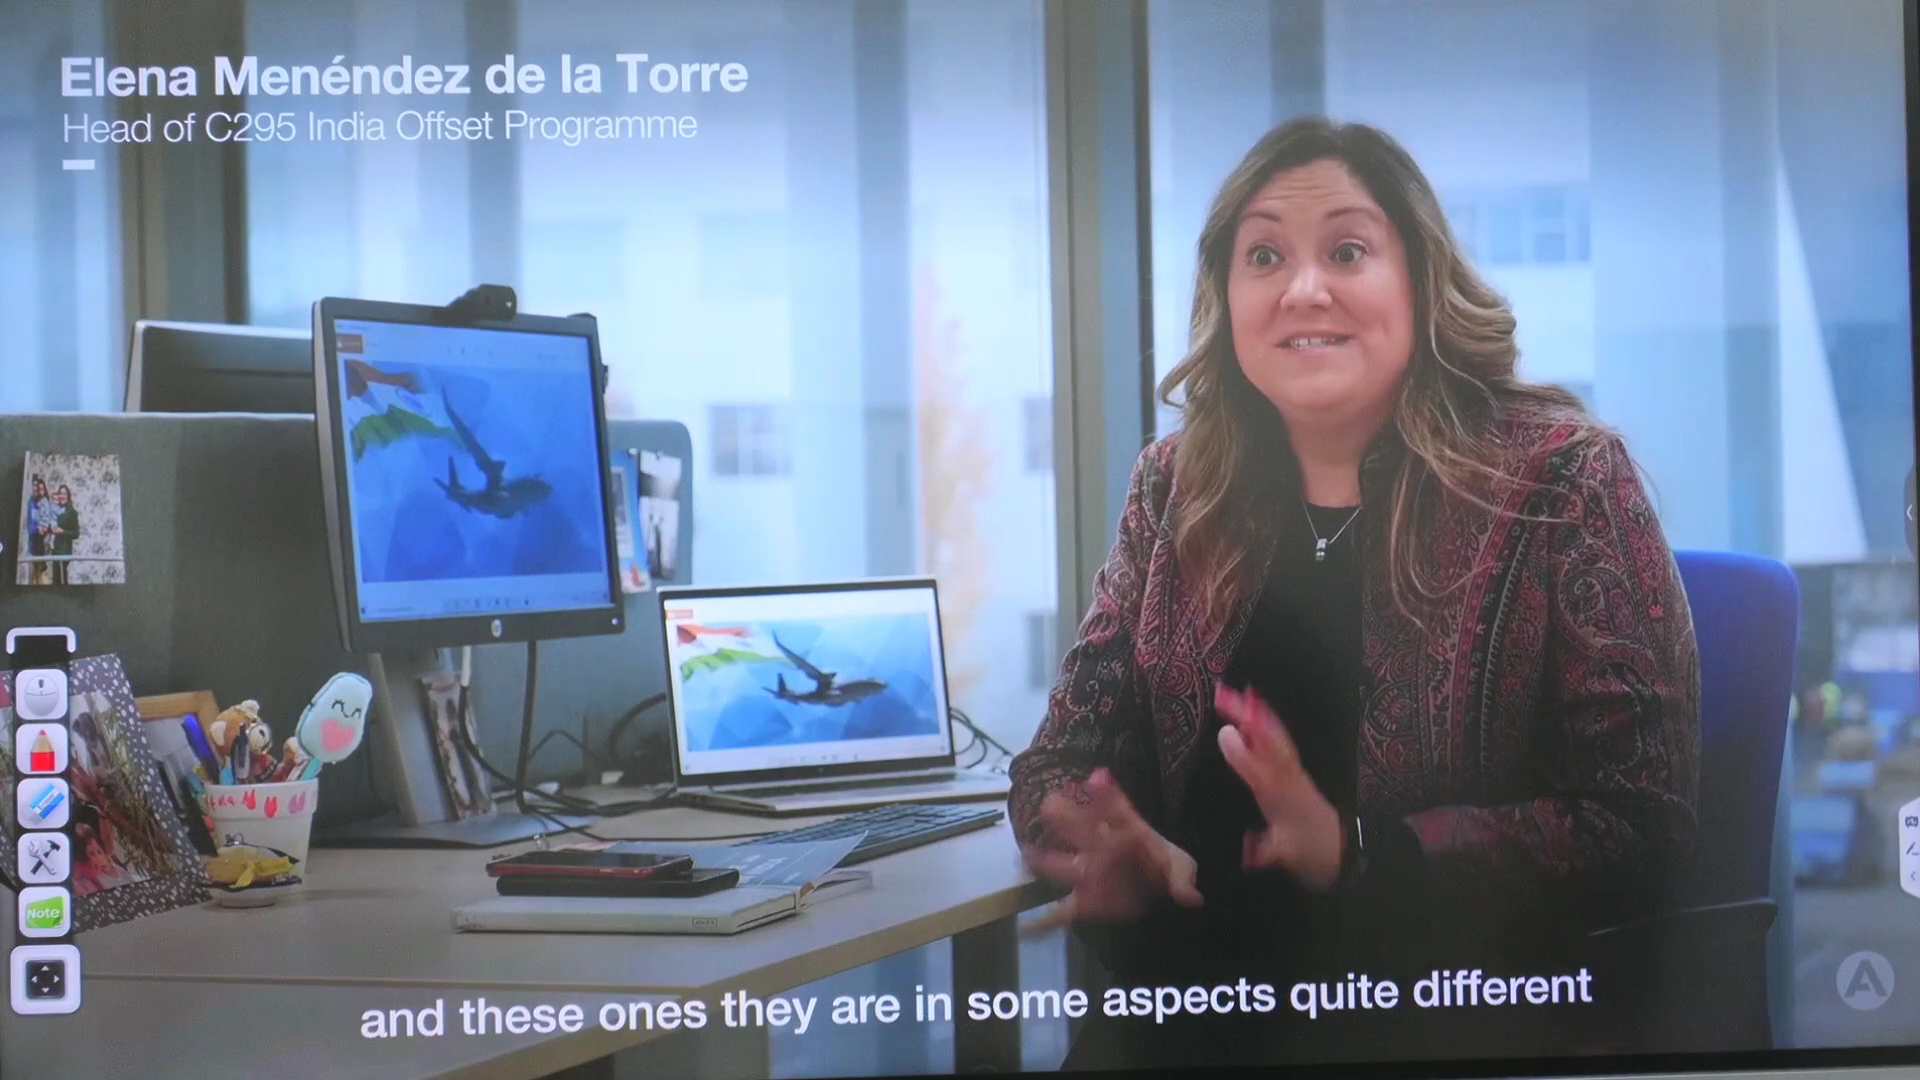 Elena Menéndez de la Torre
Head of C295 India Offset Programme
Note
and these ones they are in some aspects quite different